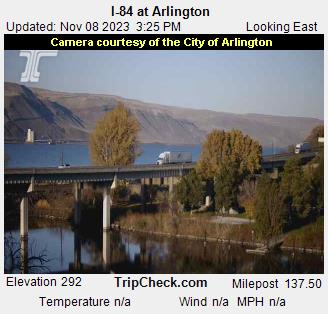 I-84 at Arlington
Updated: Nov 08 2023 3:25 PM Looking East
Camera courtesy of the City of Arlington
Elevation 292 TripCheck.com Milepost 137.50
Temperature n/a Wind n/a MPH n/a